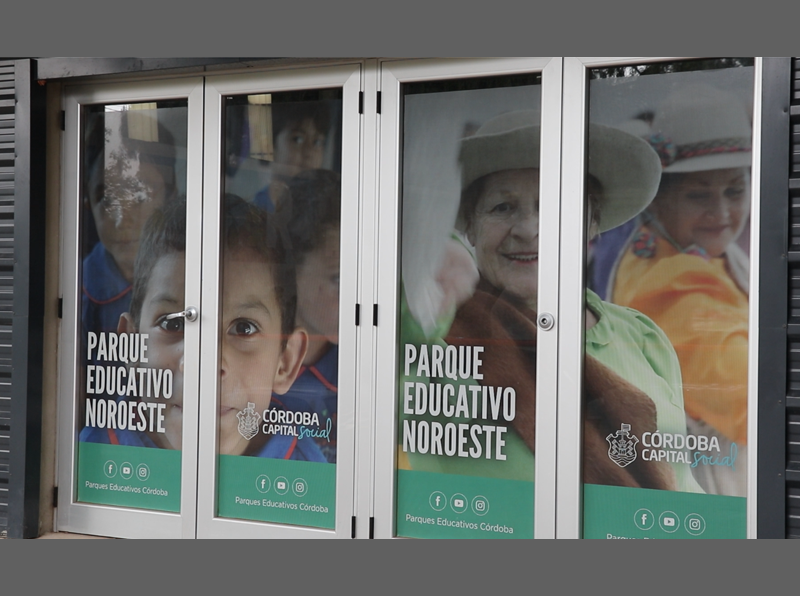 PARQUE
EDUCATIVO
NOROESTE
CÓRDOBA
CAPITAL social
Parques Educativos Córdoba
Parques Educativos Córdoba
PARQUE
EDUCATIVO
NOROESTE
CÓRDOBA
CAPITAL social
Parques Educativos Córdoba